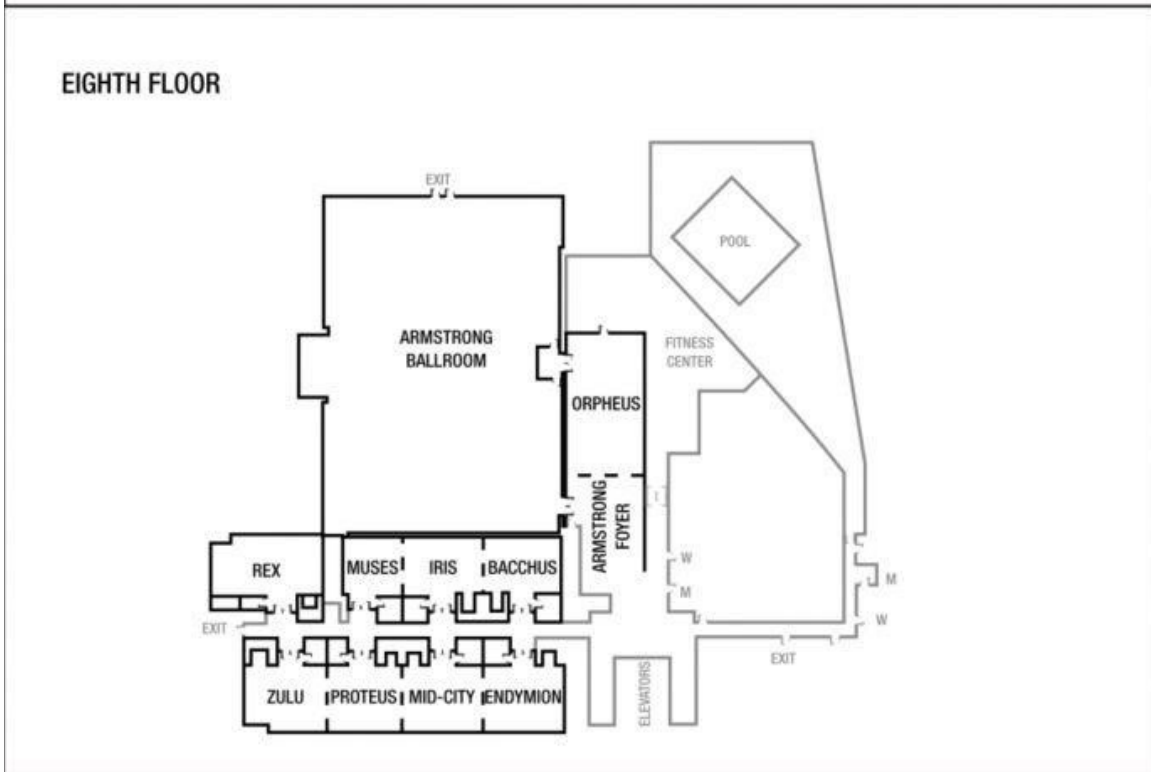 EIGHTH FLOOR
EXIT
POOL
ARMSTRONG
BALLROOM
FITNESS
CENTER
ORPHEUS
ARMSTRONG
FOYER
REX
MUSES
IRIS
BACCHUS
W
M
M
W
EXIT
EXIT
ZULU
PROTEUS
MID-CITY
ENDYMION
ELEVATORS